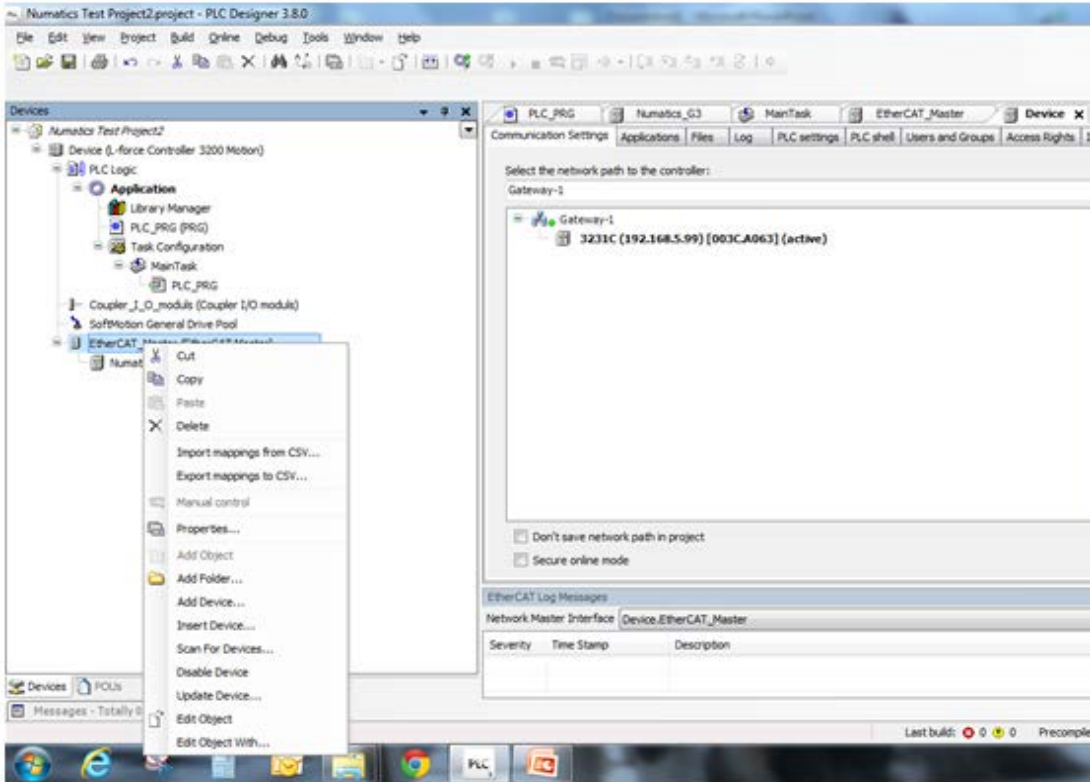 Numatics Test Project2.project - PLC Designer 3.8.0
File Edit View Project Build Online Debug Tools Window Help
Devices
Numatics Test Project2
Device (L-force Controller 3200 Motion)
PLC Logic
Application
Library Manager
PLC_PRG (PRG)
Task Configuration
MainTask
PLC_PRG
Coupler_I_O_moduls (Coupler I/O moduls)
SoftMotion General Drive Pool
EtherCAT_Master (EtherCAT Master)
Numat
Cut
Copy
Paste
Delete
Import mappings from CSV...
Export mappings to CSV...
Manual control
Properties...
Add Object
Add Folder...
Add Device...
Insert Device...
Scan For Devices...
Disable Device
Update Device...
Edit Object
Edit Object With...
Devices POUs
Messages - Totally 0
PLC_PRG Numatics_G3 MainTask EtherCAT_Master Device
Communication Settings Applications Files Log PLC settings PLC shell Users and Groups Access Rights
Select the network path to the controller:
Gateway-1
Gateway-1
3231C (192.168.5.99) [003C.A063] (active)
Don't save network path in project
Secure online mode
EtherCAT Log Messages
Network Master Interface Device.EtherCAT_Master
Severity Time Stamp Description
Last build: 0 0 Precompile
PLC